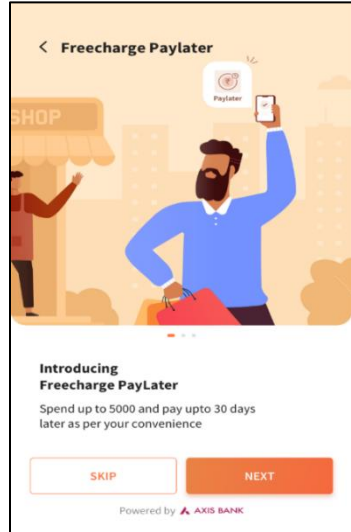 Freecharge Paylater
Paylater
SHOP
Introducing
Freecharge PayLater
Spend up to 5000 and pay upto 30 days
later as per your convenience
SKIP
NEXT
Powered by AXIS BANK